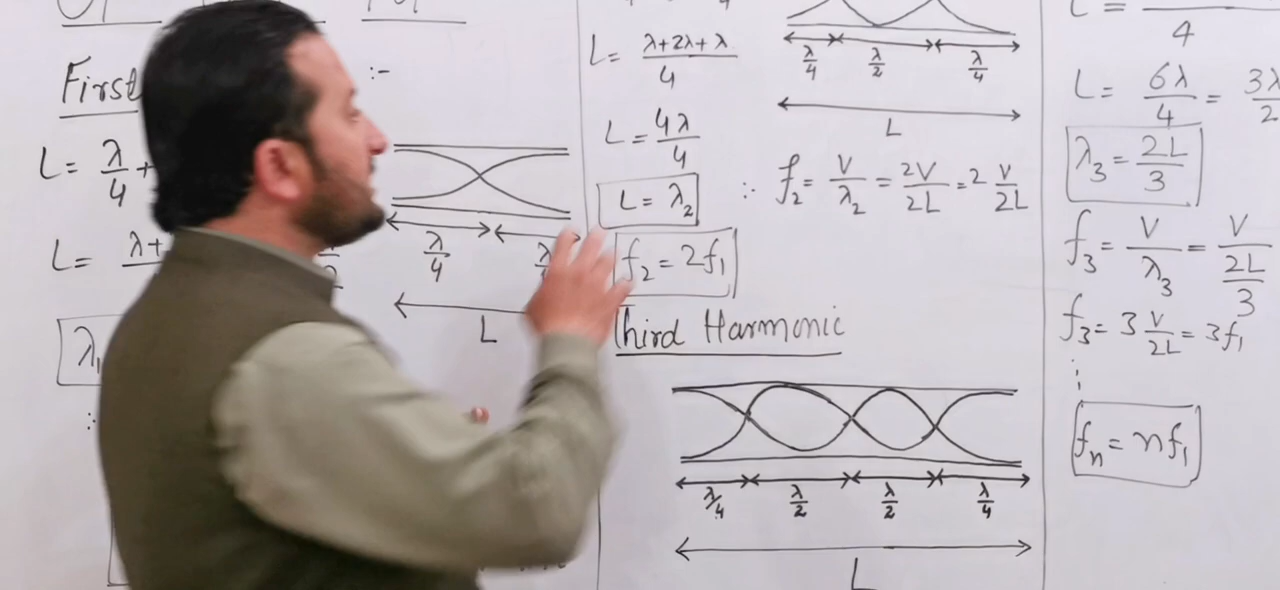 First :-
L = λ/4 +
L = λ+
λ₁
∴
λ/4
L
L = (λ+2λ+λ)/4
L = 4λ/4
L = λ₂
f₂ = 2f₁
λ/4 λ/2 λ/4
L
∴ f₂ = V/λ₂ = 2V/2L = 2 V/2L
Third Harmonic
λ/4 λ/2 λ/2 λ/4
L
L =
4
L = 6λ/4 = 3λ/2
λ₃ = 2L/3
f₃ = V/λ₃ = V/(2L/3)
f₃ = 3 V/2L = 3f₁
⋮
fₙ = nf₁